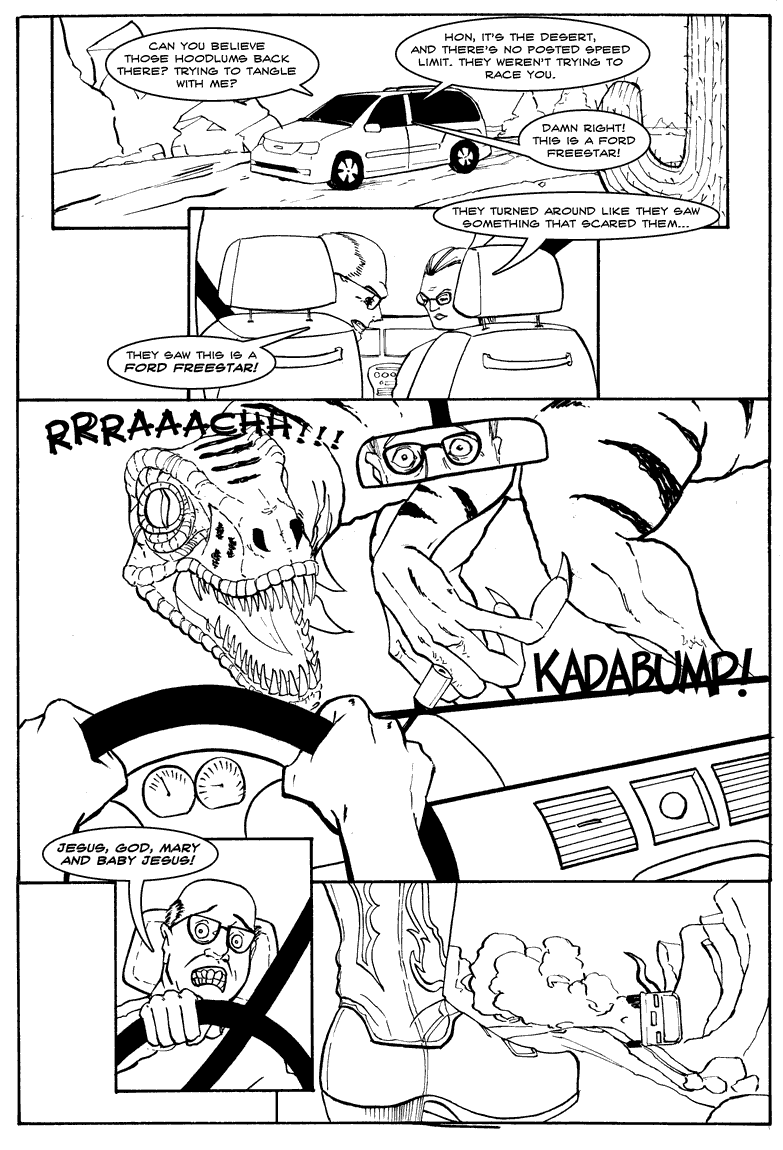 CAN YOU BELIEVE
THOSE HOODLUMS BACK
THERE? TRYING TO TANGLE
WITH ME?
HON, IT'S THE DESERT,
AND THERE'S NO POSTED SPEED
LIMIT. THEY WEREN'T TRYING TO
RACE YOU.
DAMN RIGHT!
THIS IS A FORD
FREESTAR!
THEY TURNED AROUND LIKE THEY SAW
SOMETHING THAT SCARED THEM...
THEY SAW THIS IS A
FORD FREESTAR!
RRRAAACHH!!!
KADABUMP!
JESUS, GOD, MARY
AND BABY JESUS!